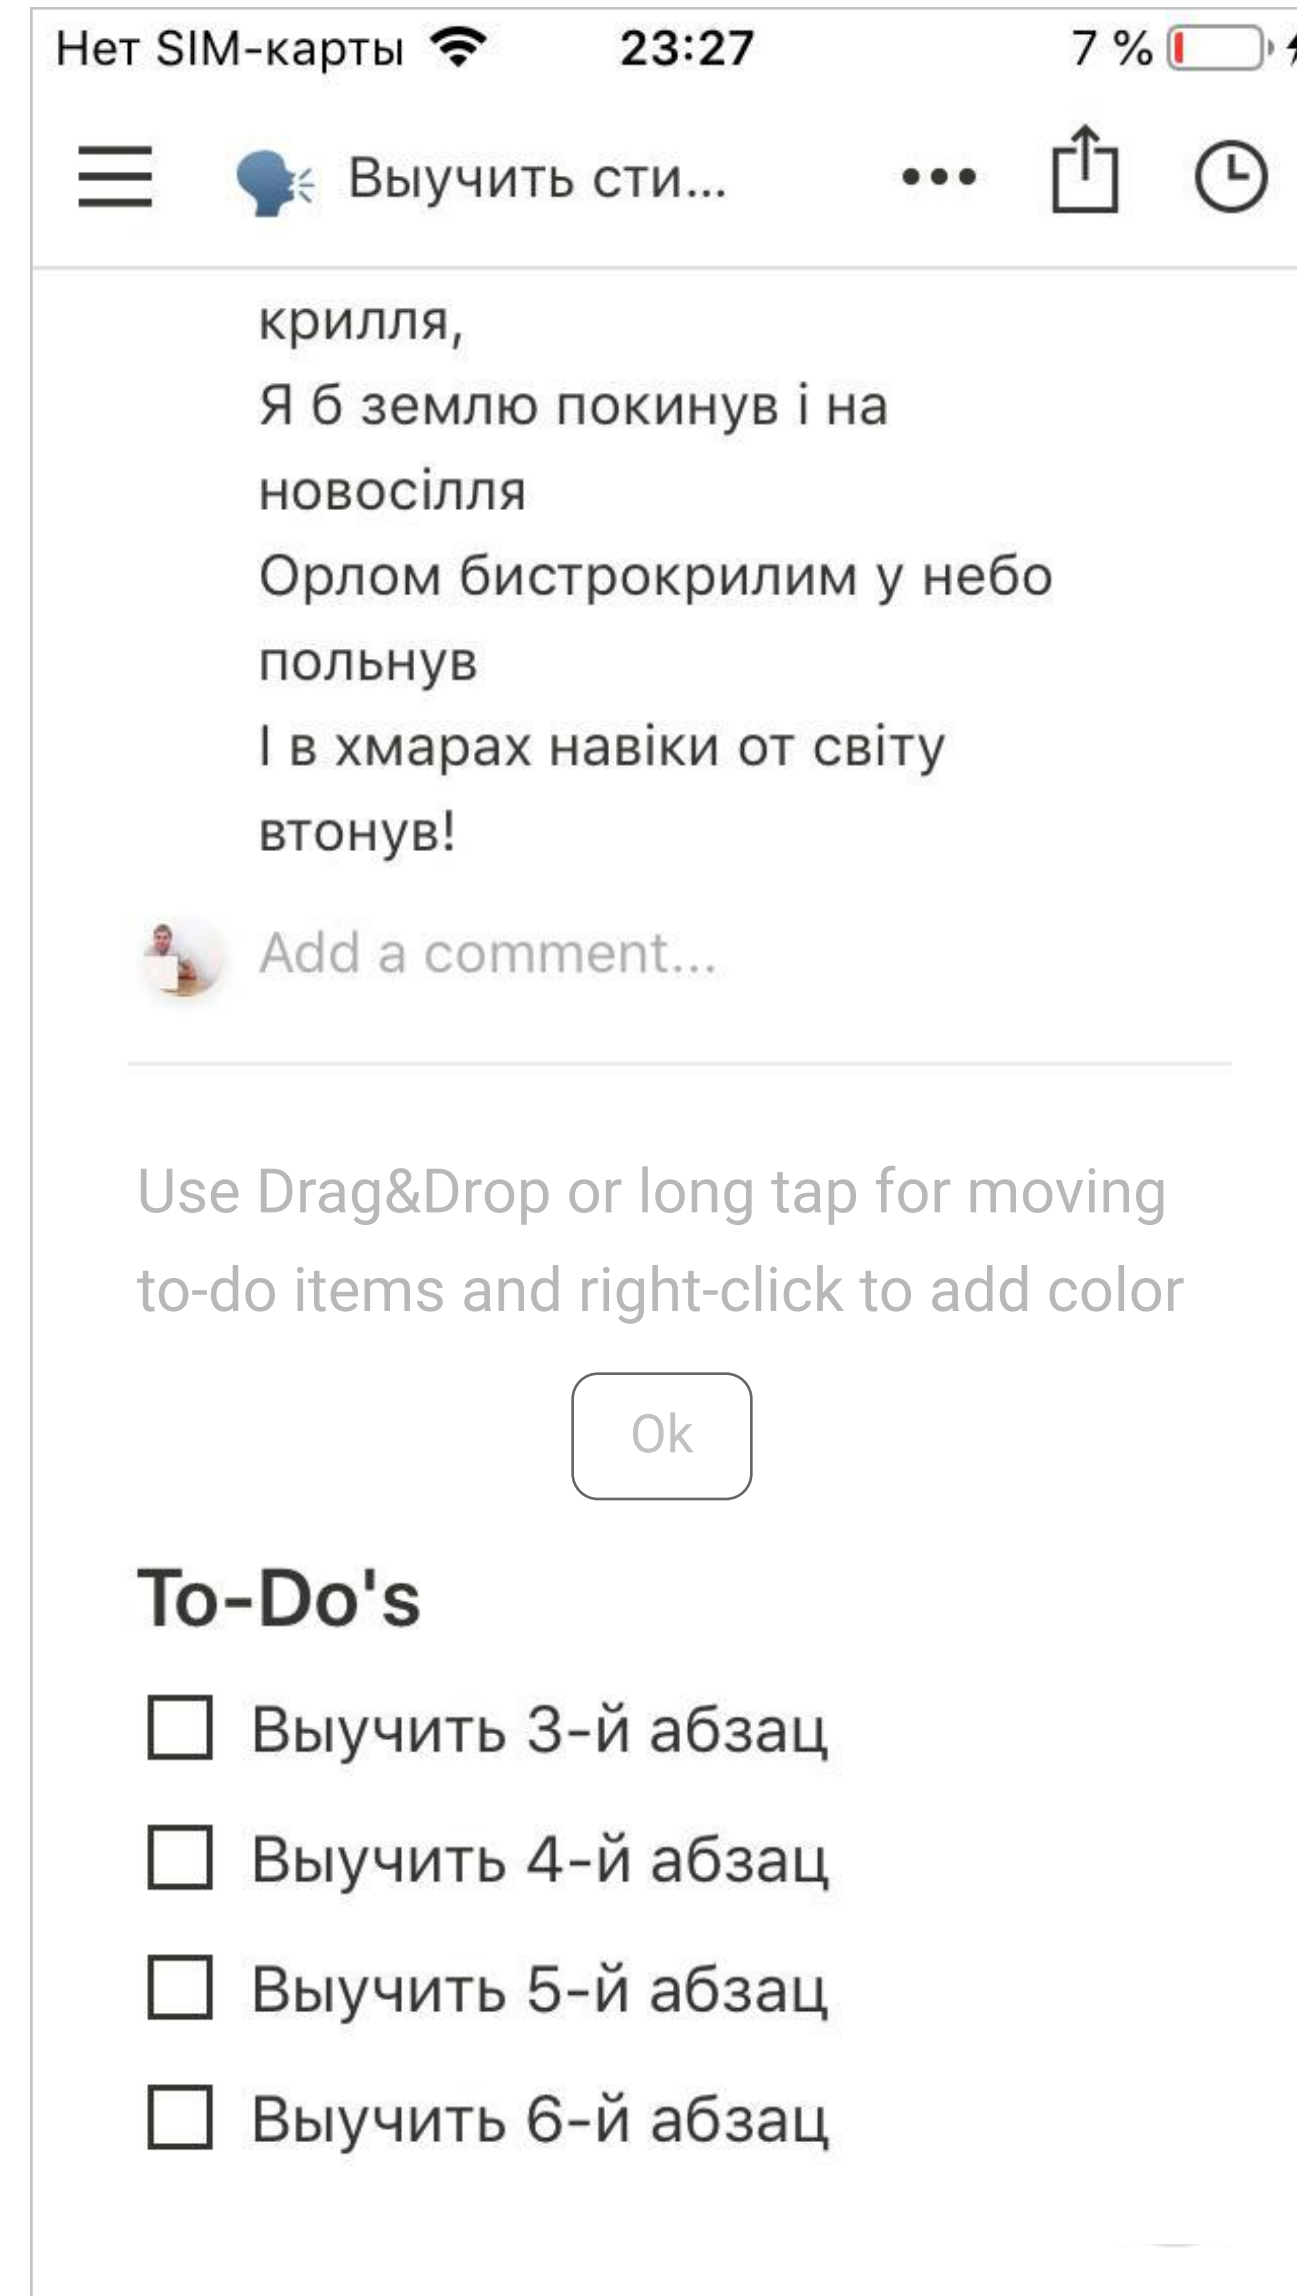 Нет SIM-карты 23:27 7 %
Выучить сти...
крилля,
Я б землю покинув і на
новосілля
Орлом бистрокрилим у небо
польнув
І в хмарах навіки от світу
втонув!
Add a comment...
Use Drag&Drop or long tap for moving
to-do items and right-click to add color
Ok
To-Do's
Выучить 3-й абзац
Выучить 4-й абзац
Выучить 5-й абзац
Выучить 6-й абзац